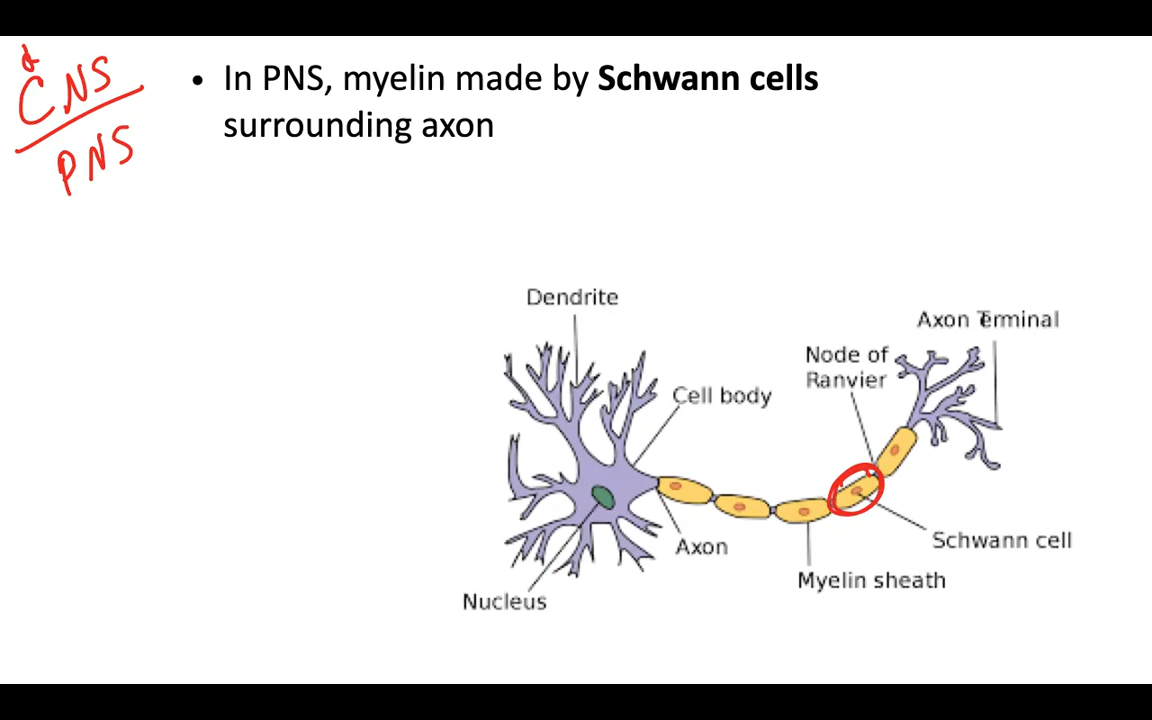 CNS
PNS
• In PNS, myelin made by Schwann cells
surrounding axon
Dendrite
Axon Terminal
Node of
Ranvier
Cell body
Axon
Schwann cell
Myelin sheath
Nucleus